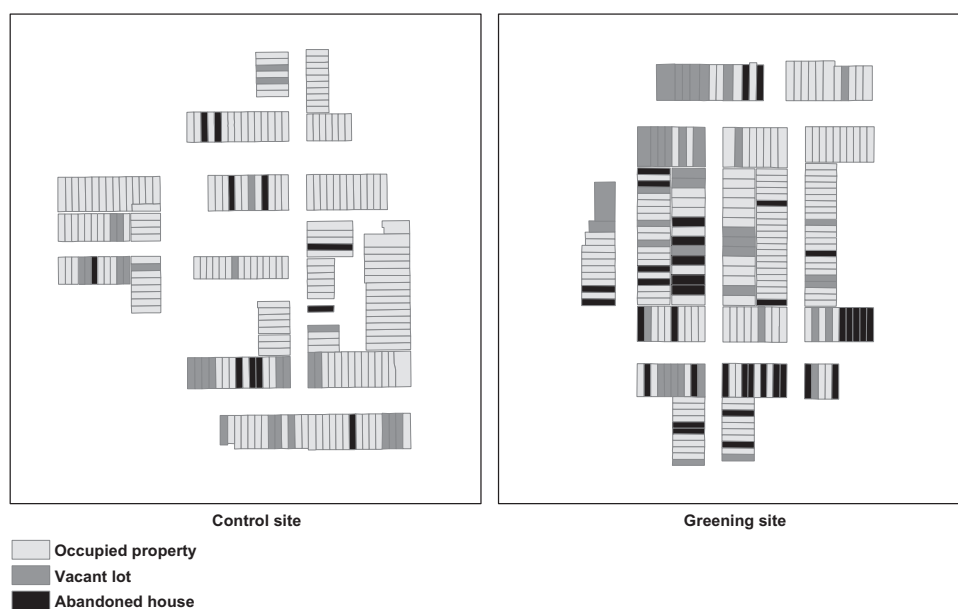 Control site
Greening site
Occupied property
Vacant lot
Abandoned house